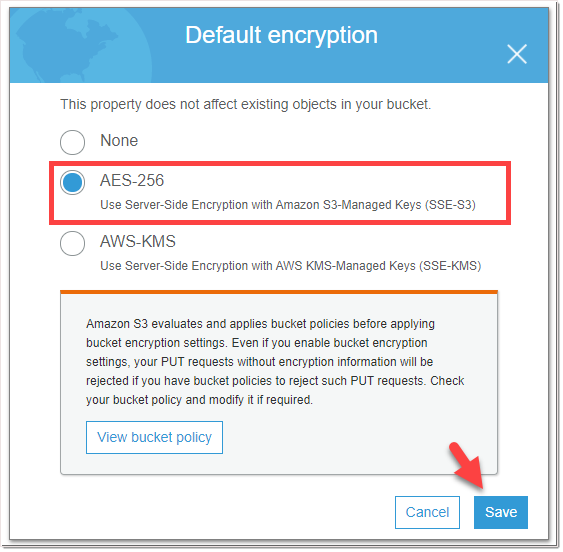 Default encryption
This property does not affect existing objects in your bucket.
None
AES-256
Use Server-Side Encryption with Amazon S3-Managed Keys (SSE-S3)
AWS-KMS
Use Server-Side Encryption with AWS KMS-Managed Keys (SSE-KMS)
Amazon S3 evaluates and applies bucket policies before applying
bucket encryption settings. Even if you enable bucket encryption
settings, your PUT requests without encryption information will be
rejected if you have bucket policies to reject such PUT requests. Check
your bucket policy and modify it if required.
View bucket policy
Cancel
Save